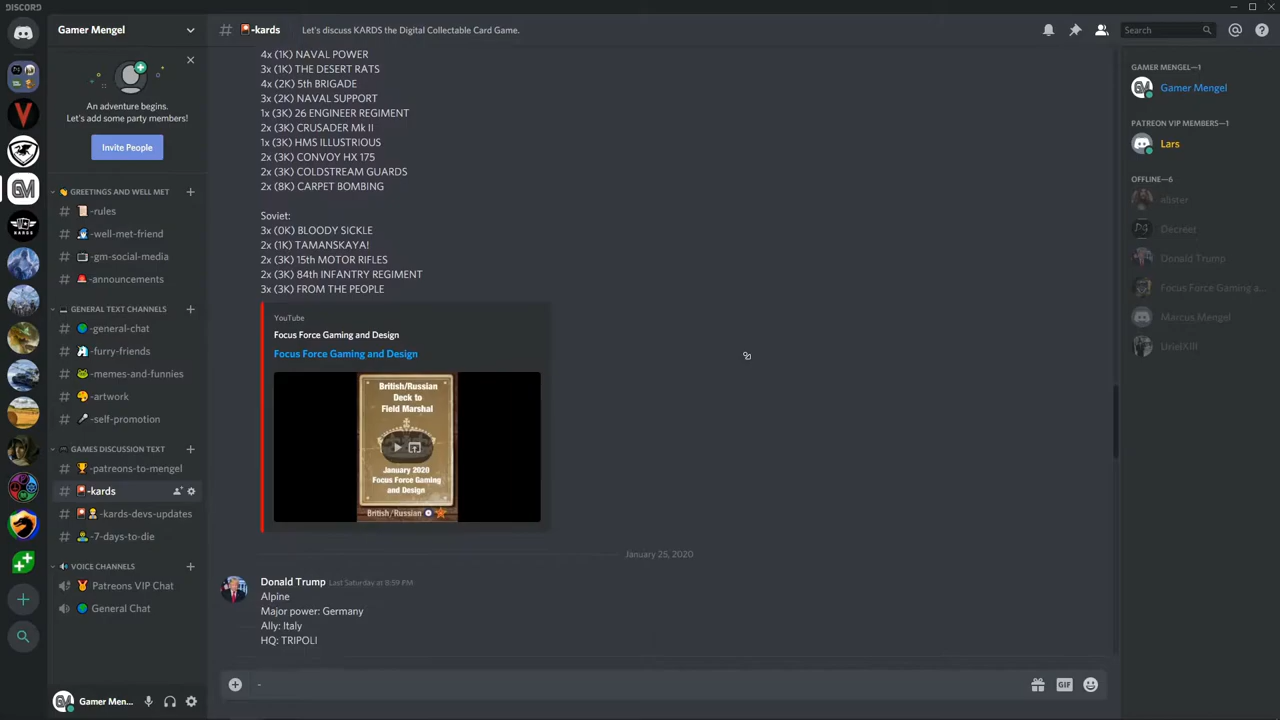 DISCORD
Gamer Mengel
An adventure begins.
Let's add some party members!
Invite People
GREETINGS AND WELL MET
-rules
-well-met-friend
-gm-social-media
-announcements
GENERAL TEXT CHANNELS
-general-chat
-furry-friends
-memes-and-funnies
-artwork
-self-promotion
GAMES DISCUSSION TEXT
-patreons-to-mengel
-kards
-kards-devs-updates
-7-days-to-die
VOICE CHANNELS
Patreons VIP Chat
General Chat
Gamer Men...
# -kards
Let's discuss KARDS the Digital Collectable Card Game.
Search
4x (1K) NAVAL POWER
3x (1K) THE DESERT RATS
4x (2K) 5th BRIGADE
3x (2K) NAVAL SUPPORT
1x (3K) 26 ENGINEER REGIMENT
2x (3K) CRUSADER Mk II
1x (3K) HMS ILLUSTRIOUS
2x (3K) CONVOY HX 175
2x (3K) COLDSTREAM GUARDS
2x (8K) CARPET BOMBING
Soviet:
3x (0K) BLOODY SICKLE
2x (1K) TAMANSKAYA!
2x (3K) 15th MOTOR RIFLES
2x (3K) 84th INFANTRY REGIMENT
3x (3K) FROM THE PEOPLE
YouTube
Focus Force Gaming and Design
Focus Force Gaming and Design
British/Russian
Deck to
Field Marshal
January 2020
Focus Force Gaming
and Design
British/Russian
January 25, 2020
Donald Trump Last Saturday at 11:59 PM
Alpine
Major power: Germany
Ally: Italy
HQ: TRIPOLI
-
GIF
GAMER MENGEL—1
Gamer Mengel
PATREON VIP MEMBERS—1
Lars
OFFLINE—6
alister
Decreet
Donald Trump
Focus Force Gaming a...
Marcus Mengel
UrielXIII